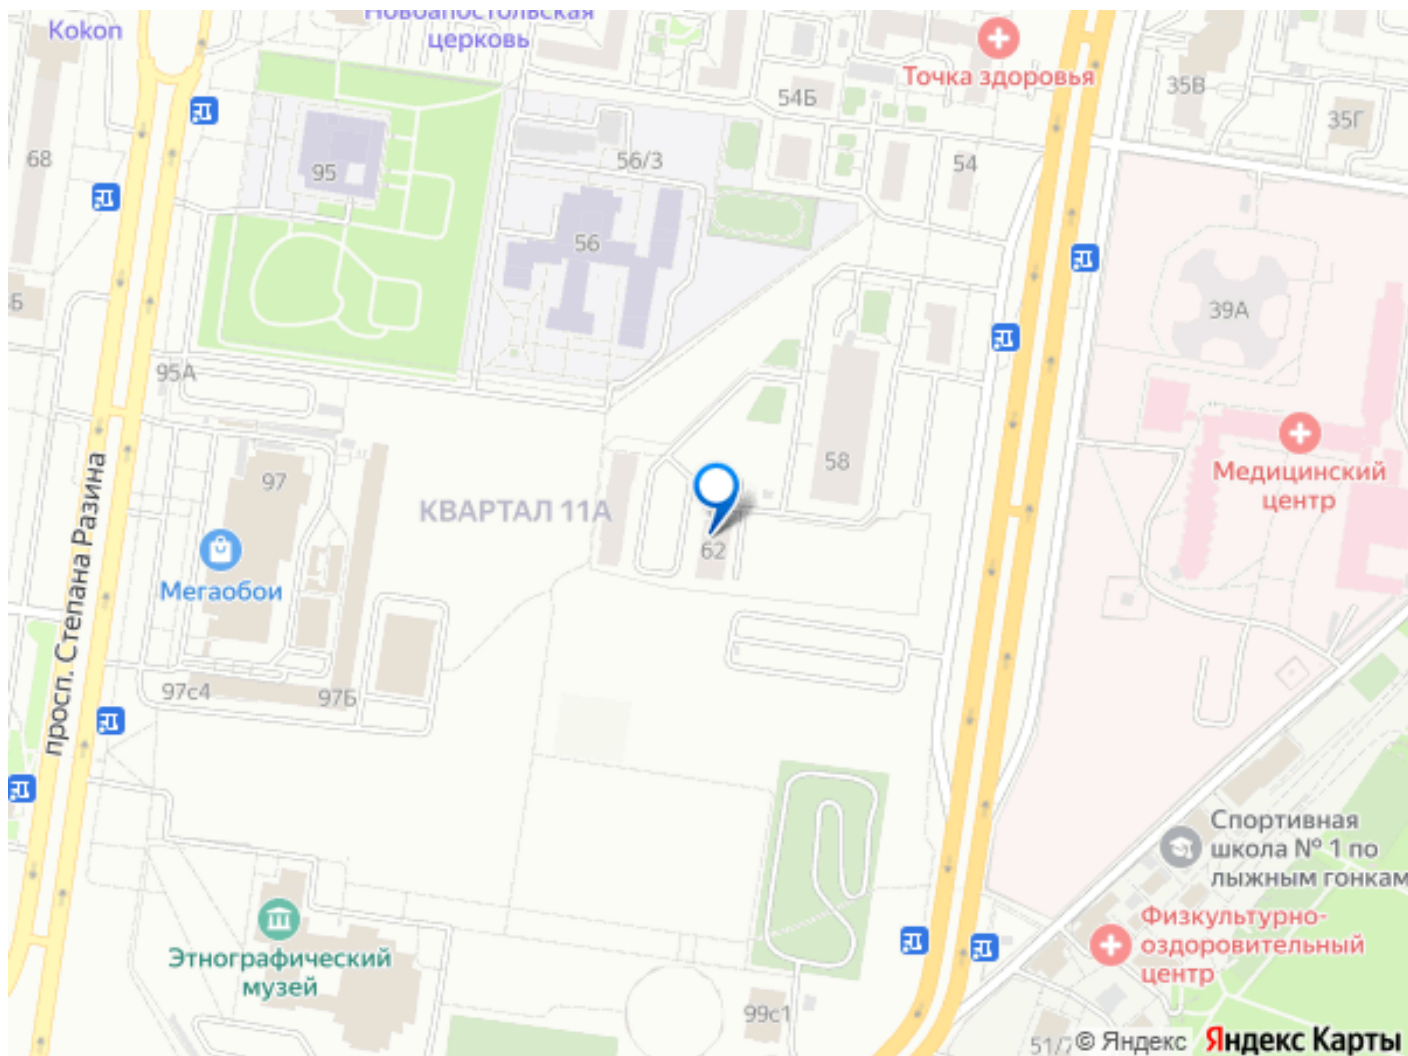 Kokon
Новоапостольская
церковь
Точка здоровья
35В
54Б
35Г
68
95
56/3
54
56
39А
95А
58
Медицинский
центр
97
КВАРТАЛ 11А
62
Мегаобои
просп. Степана Разина
97с4
97Б
Спортивная
школа № 1 по
лыжным гонкам
Физкультурно-
оздоровительный
центр
Этнографический
музей
99с1
© Яндекс
Яндекс Карты